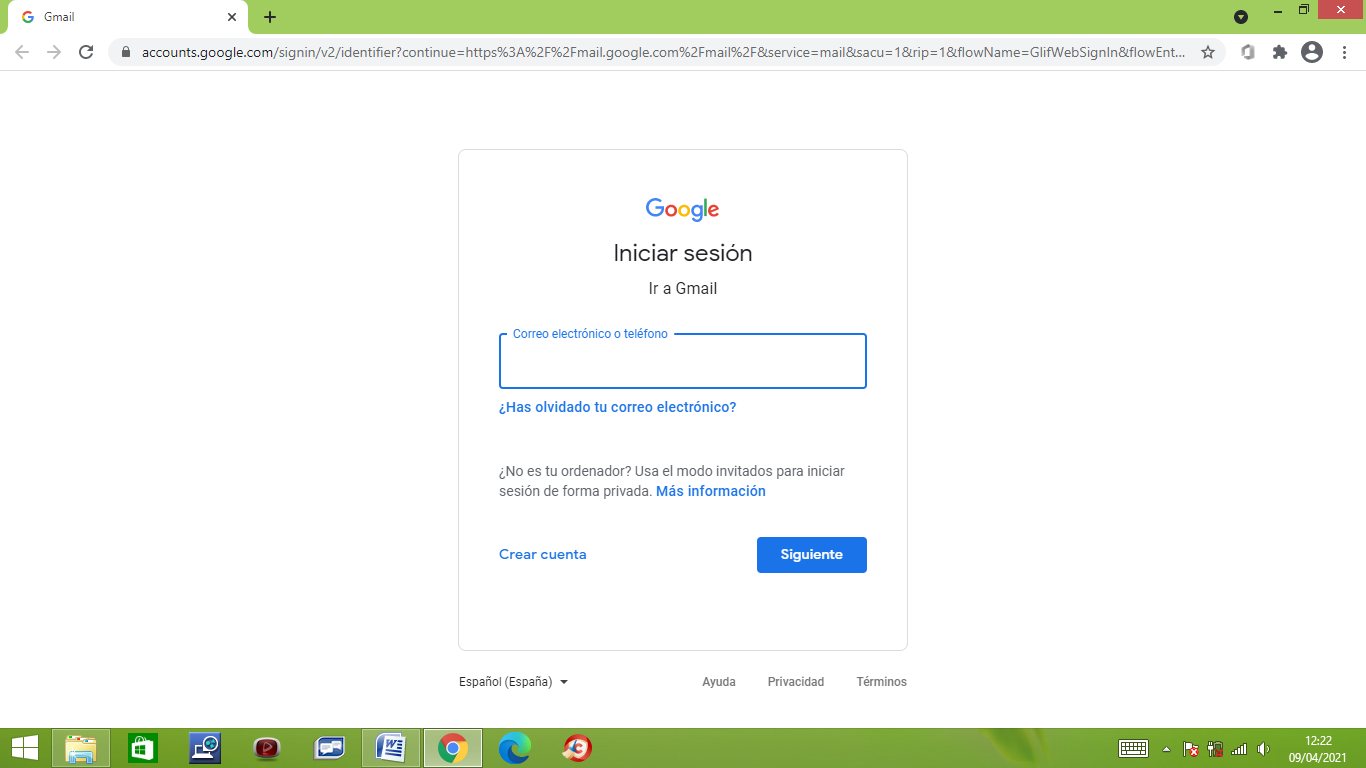 Gmail
accounts.google.com/signin/v2/identifier?continue=https%3A%2F%2Fmail.google.com%2Fmail%2F&service=mail&sacu=1&rip=1&flowName=GlifWebSignIn&flowEnt...
Google
Iniciar sesión
Ir a Gmail
Correo electrónico o teléfono
¿Has olvidado tu correo electrónico?
¿No es tu ordenador? Usa el modo invitados para iniciar
sesión de forma privada. Más información
Crear cuenta Siguiente
Español (España) Ayuda Privacidad Términos
12:22
09/04/2021